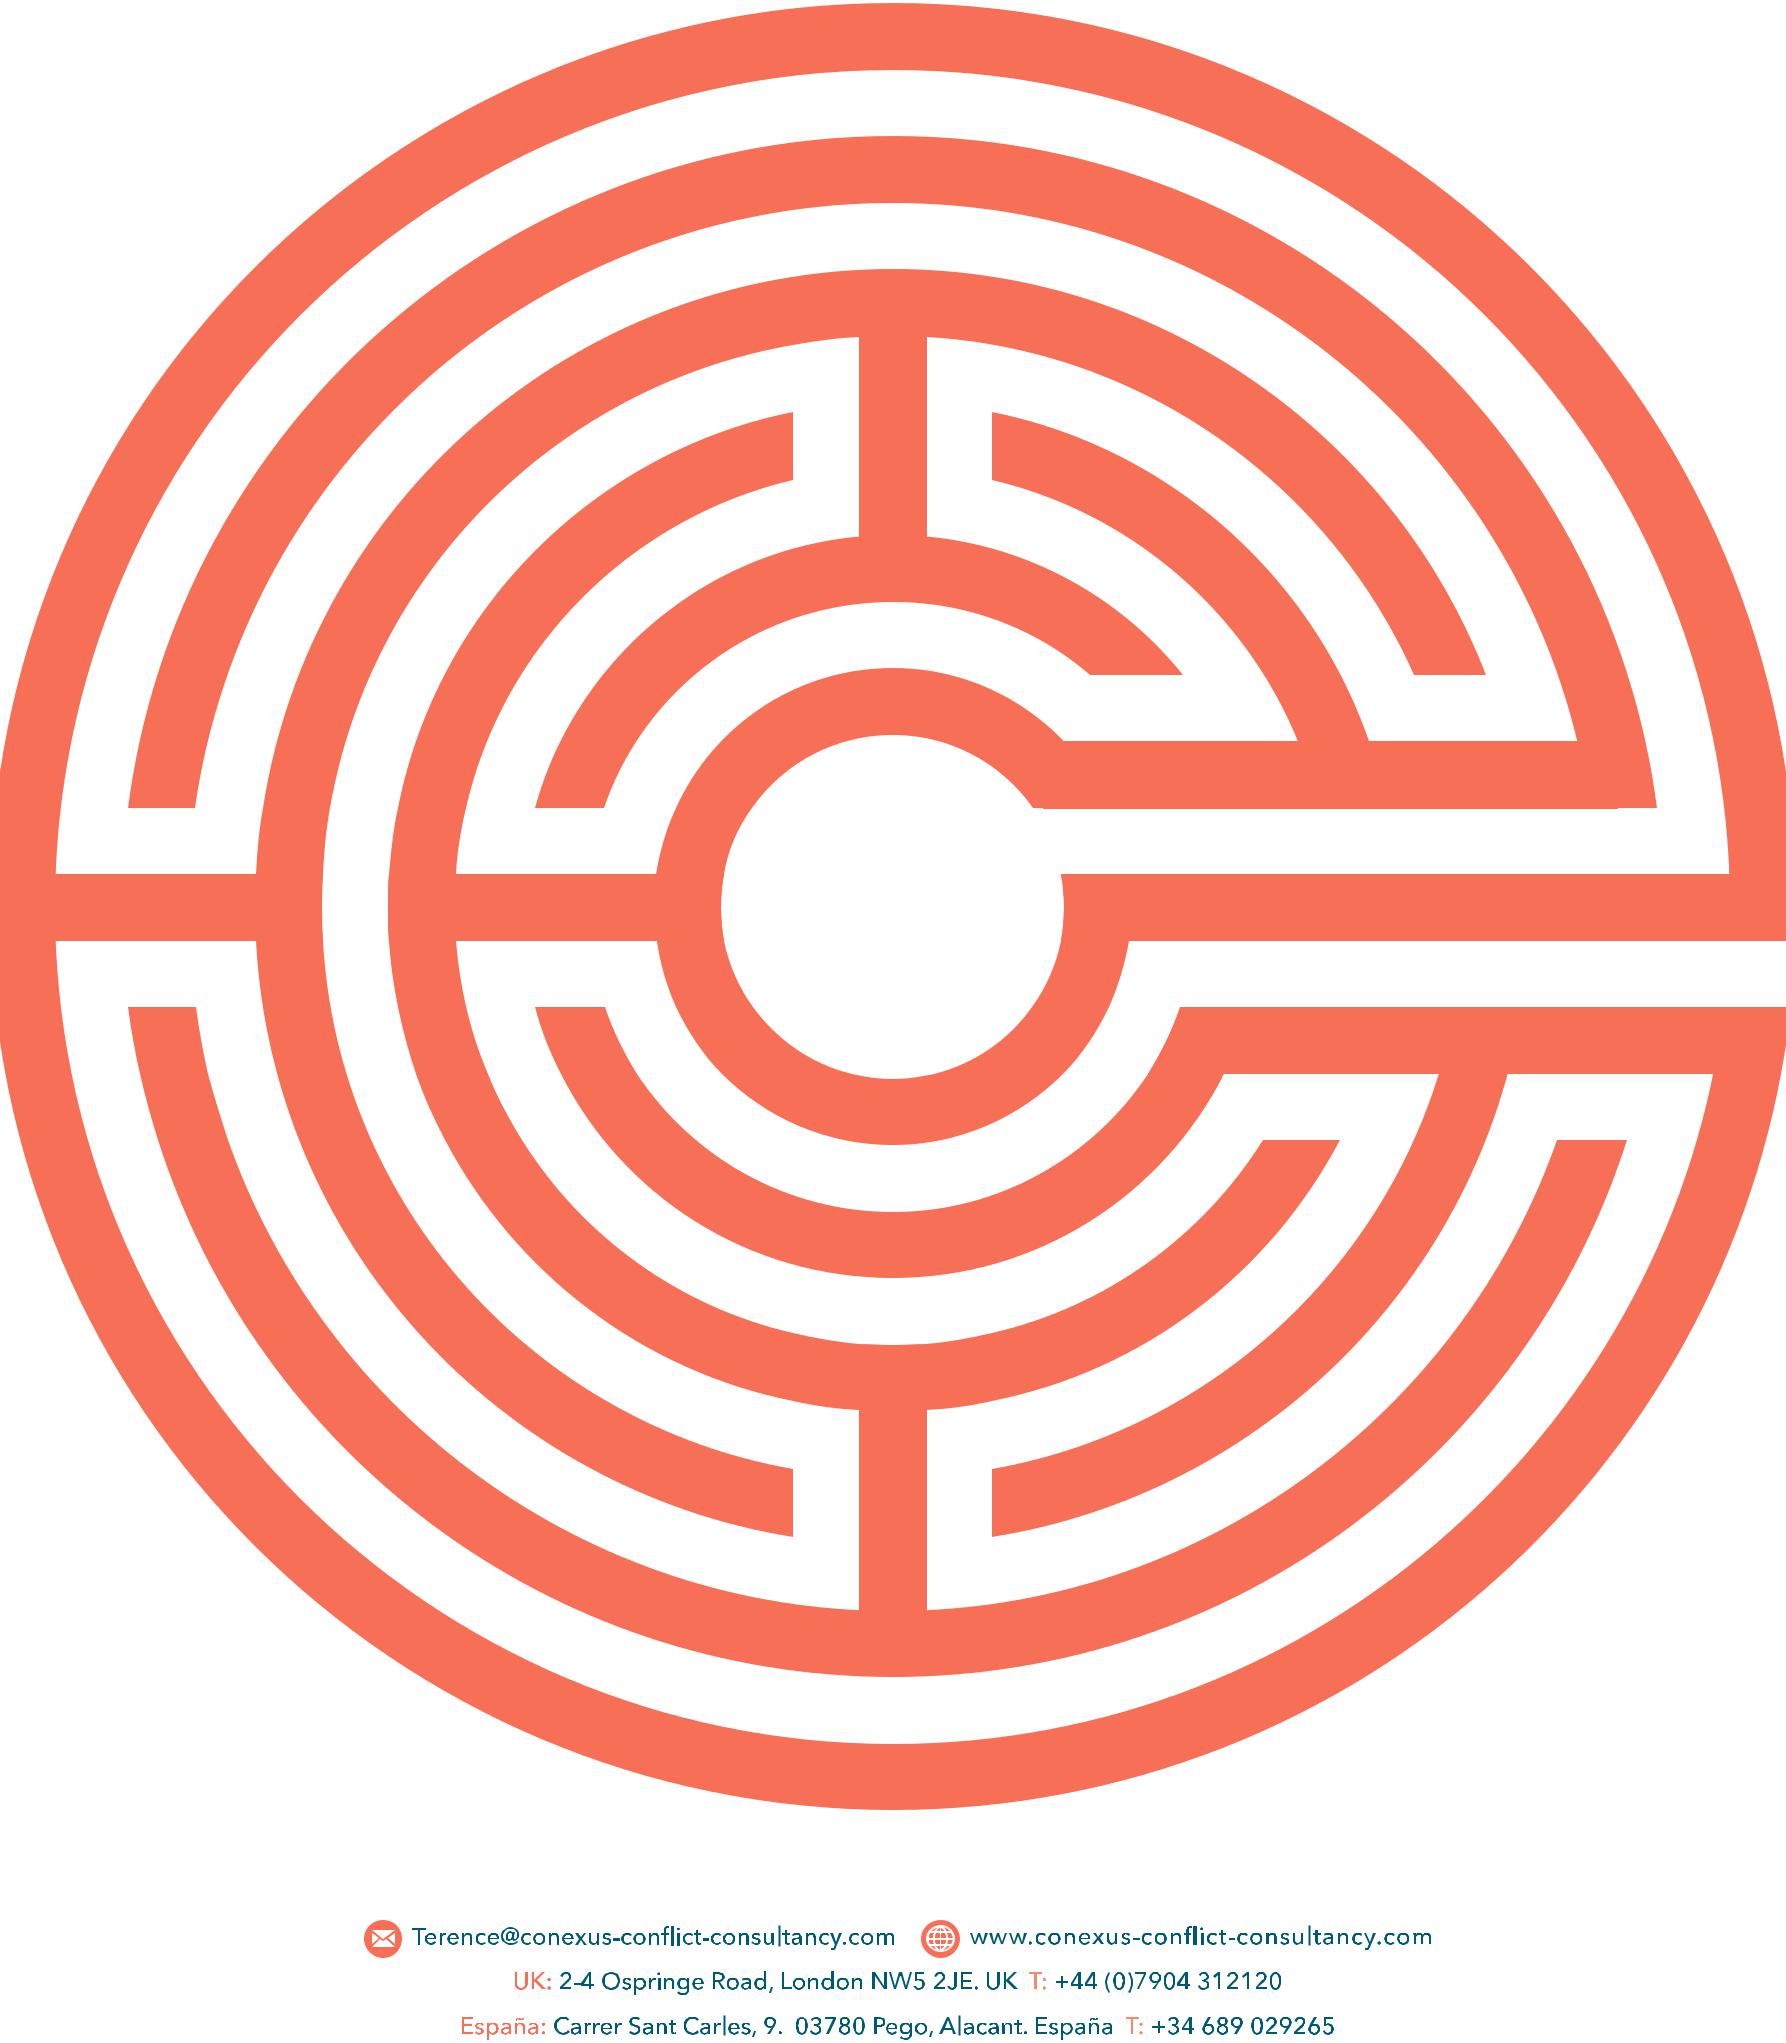 Terence@conexus-conflict-consultancy.com www.conexus-conflict-consultancy.com
UK: 2-4 Ospringe Road, London NW5 2JE. UK T: +44 (0)7904 312120
España: Carrer Sant Carles, 9. 03780 Pego, Alacant. España T: +34 689 029265